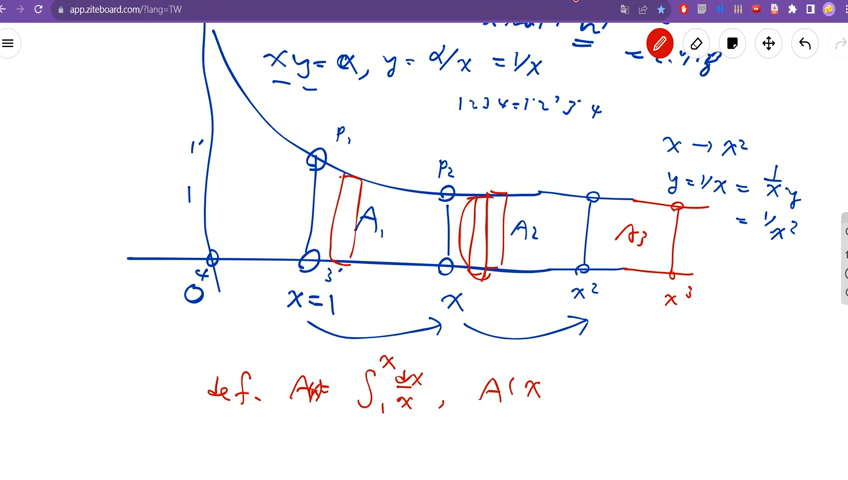 app.ziteboard.com/?lang=TW
xy = α, y = α/x = 1/x
1 2 3 4 = 1· 2' 3· 4
x → x²
y = 1/x = 1/x y
= 1/x²
P₁
P₂
1'
1
A₁
A₂
A₃
4
3'
O
x = 1
x
x²
x³
def. ∫₁ˣ dx/x , A(x